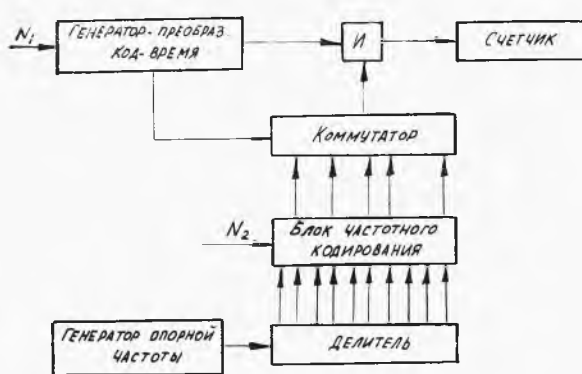 N₁
Генератор-преобраз.
код-время
И
Счетчик
Коммутатор
N₂
Блок частотного
кодирования
Генератор опорной
частоты
Делитель